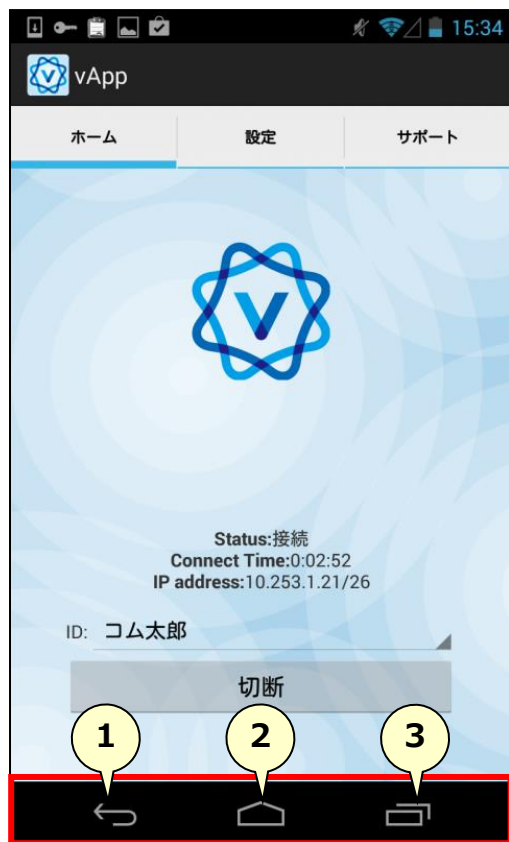 15:34
vApp
ホーム 設定 サポート
Status:接続
Connect Time:0:02:52
IP address:10.253.1.21/26
ID: コム太郎
切断
1 2 3